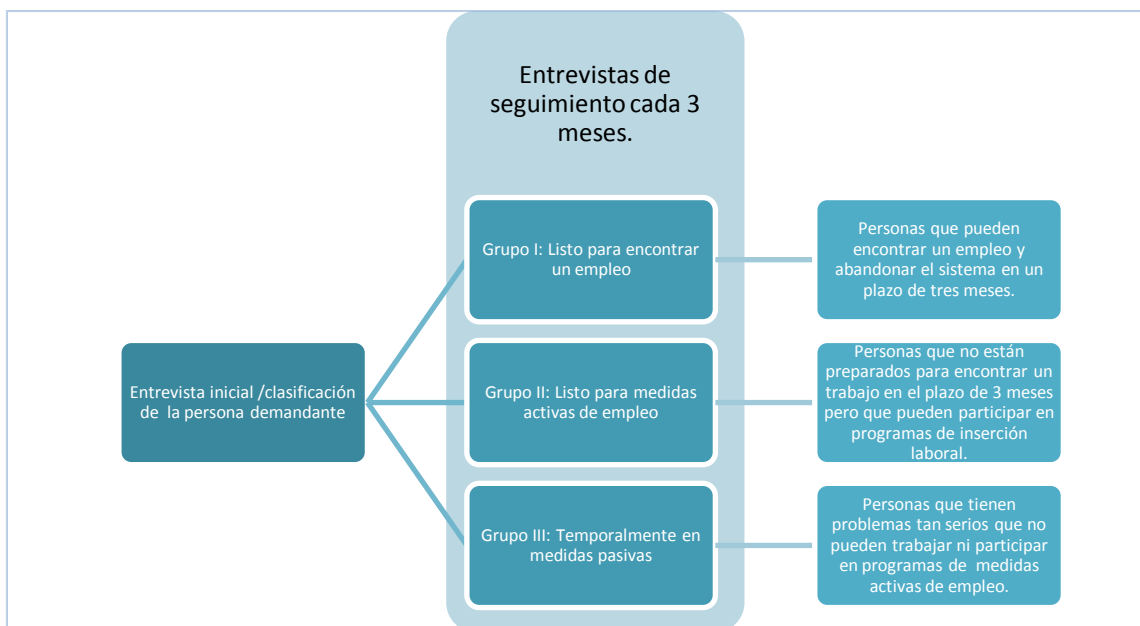 Entrevistas de
seguimiento cada 3
meses.
Entrevista inicial /clasificación
de la persona demandante
Grupo I: Listo para encontrar
un empleo
Personas que pueden
encontrar un empleo y
abandonar el sistema en un
plazo de tres meses.
Grupo II: Listo para medidas
activas de empleo
Personas que no están
preparados para encontrar un
trabajo en el plazo de 3 meses
pero que pueden participar en
programas de inserción
laboral.
Grupo III: Temporalmente en
medidas pasivas
Personas que tienen
problemas tan serios que no
pueden trabajar ni participar
en programas de medidas
activas de empleo.